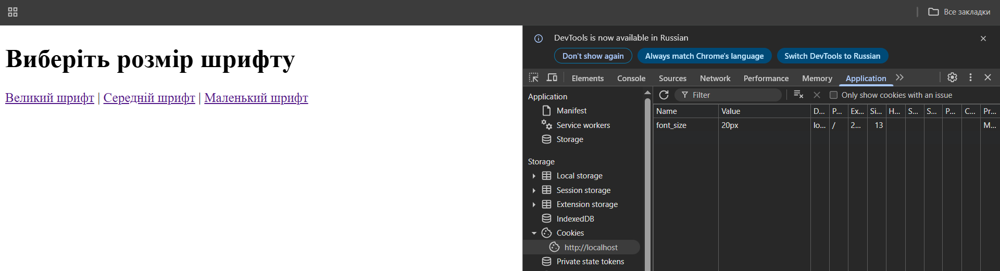 Все закладки
Виберіть розмір шрифту
Великий шрифт | Середній шрифт | Маленький шрифт
DevTools is now available in Russian
Don't show again
Always match Chrome's language
Switch DevTools to Russian
Elements Console Sources Network Performance Memory Application
Application
Manifest
Service workers
Storage
Storage
Local storage
Session storage
Extension storage
IndexedDB
Cookies
http://localhost
Private state tokens
Filter
Only show cookies with an issue
Name Value D... P... Ex... Si... H... S... S... P... C... Pr...
font_size 20px lo... / 2... 13 M...